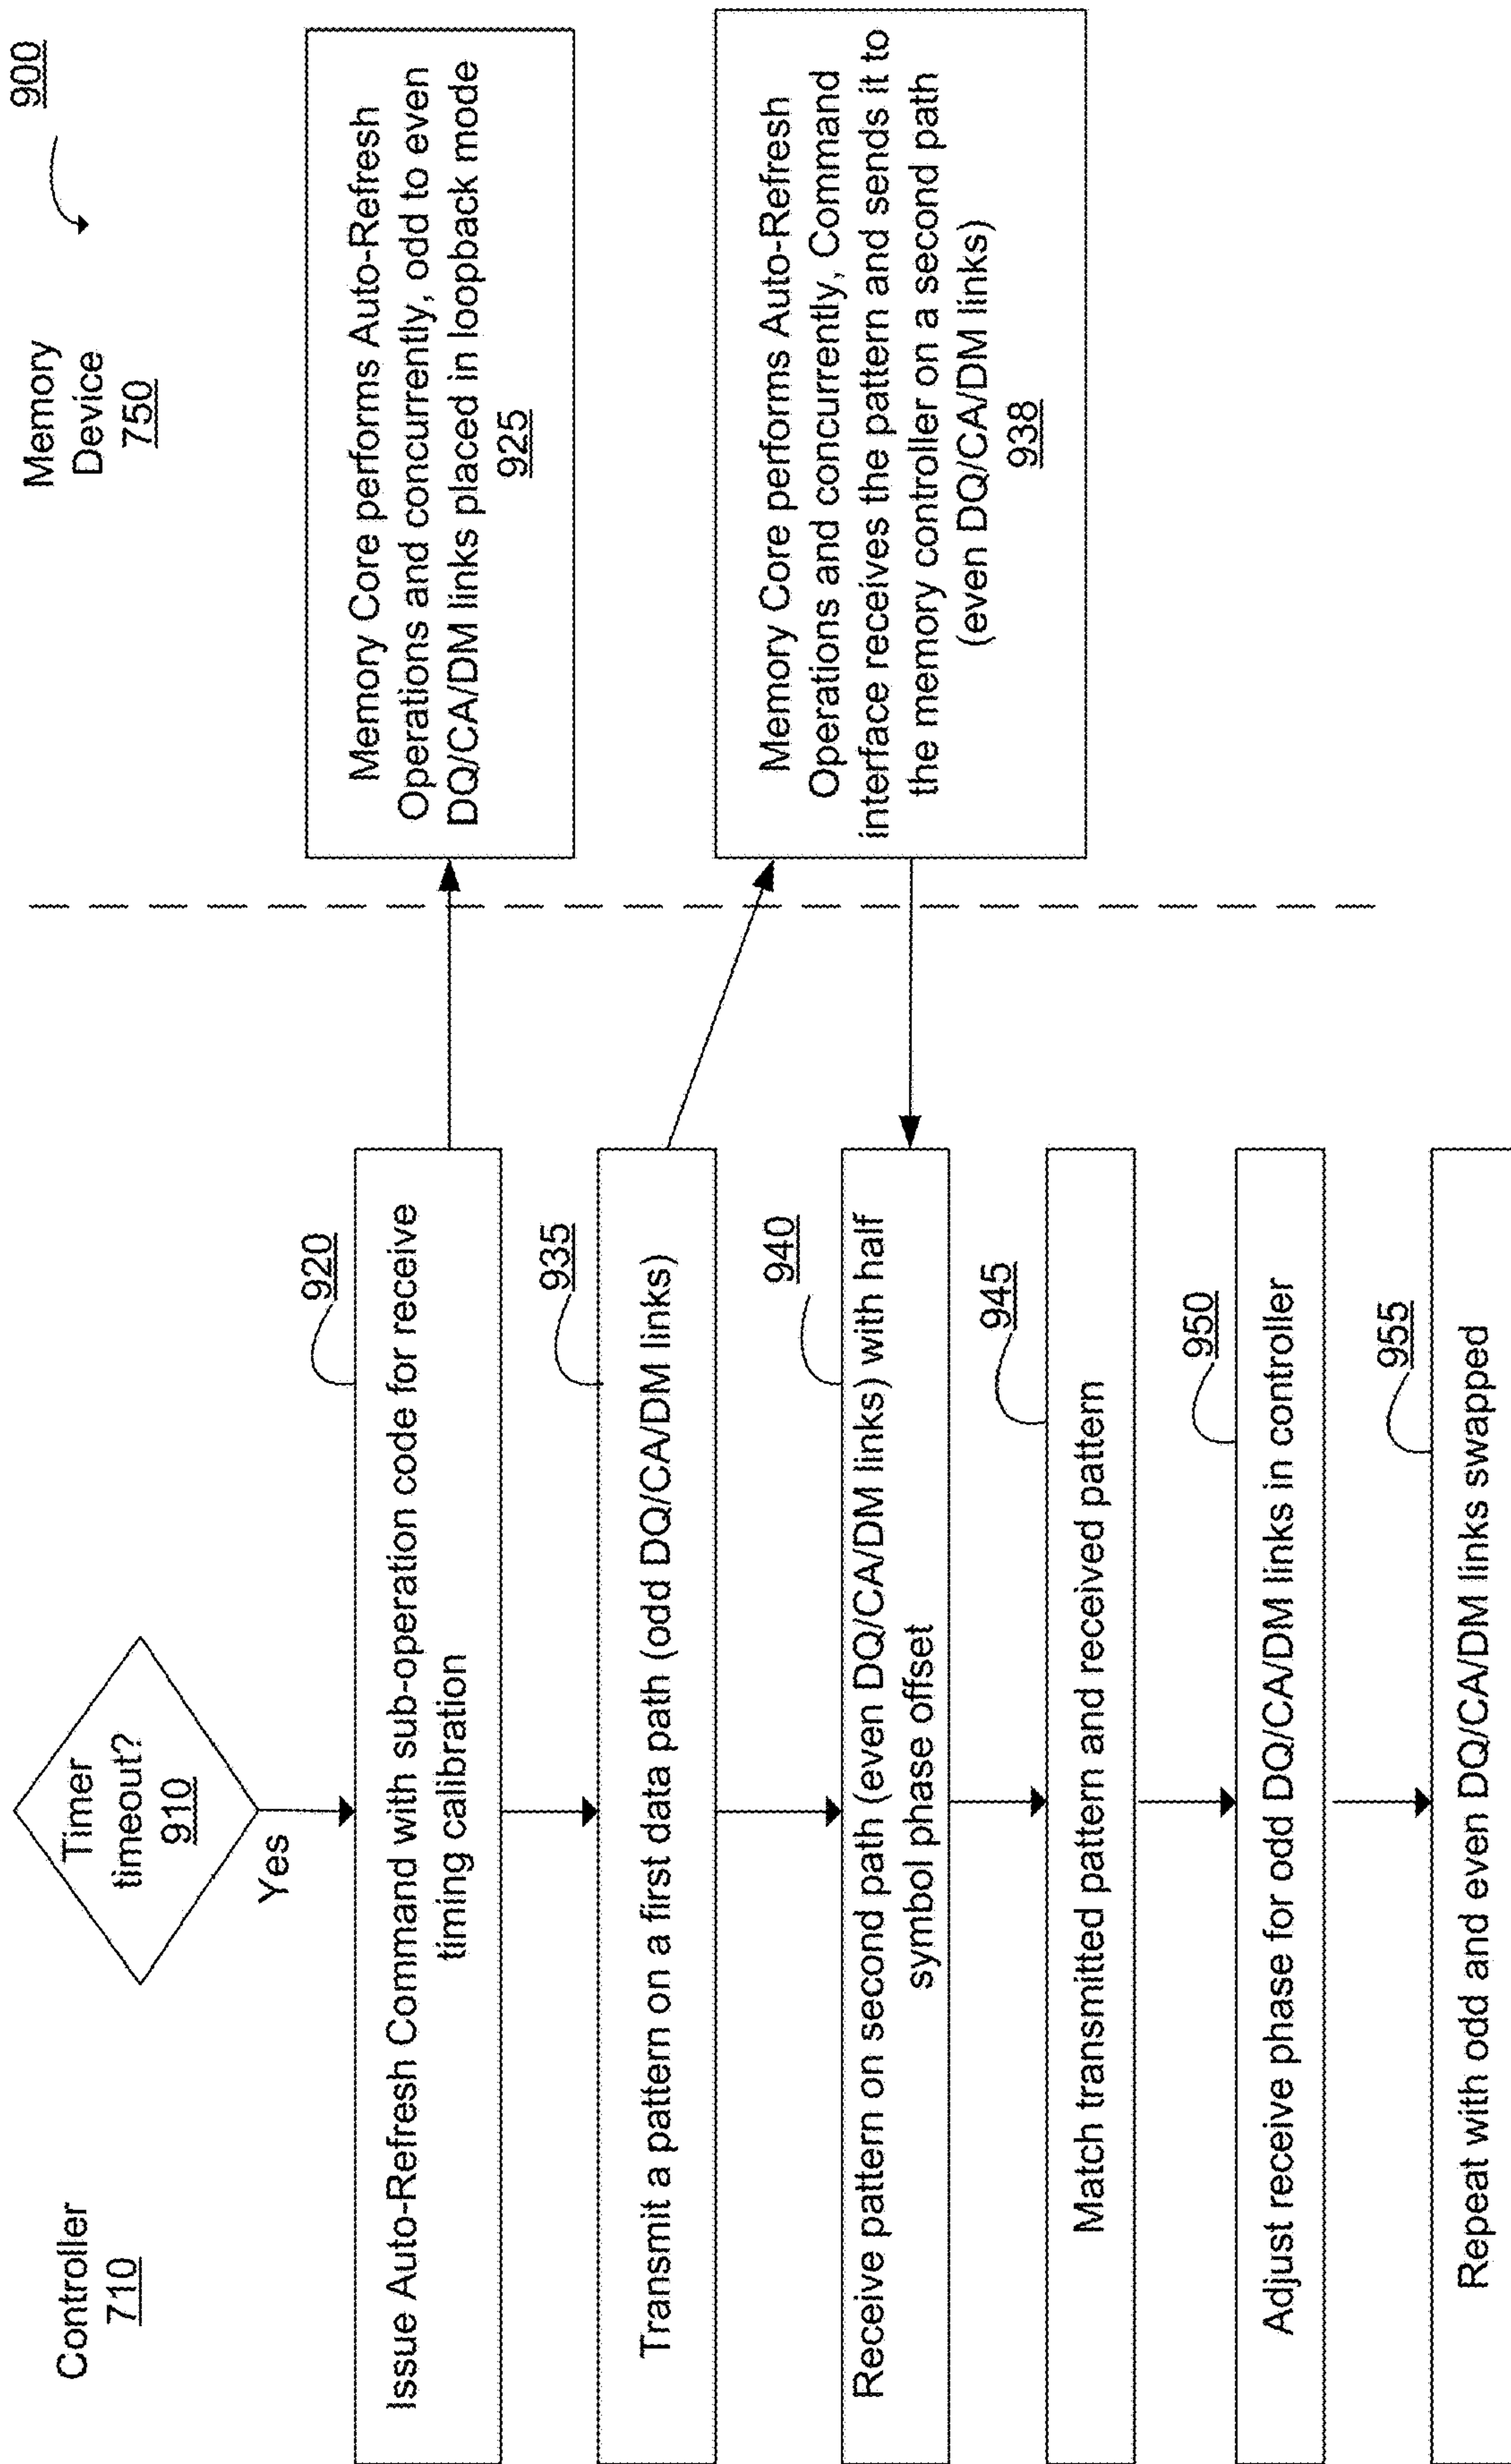 900
Controller
710
Memory
Device
750
Timer
timeout?
910
Yes
920
Issue Auto-Refresh Command with sub-operation code for receive
timing calibration
Memory Core performs Auto-Refresh
Operations and concurrently, odd to even
DQ/CA/DM links placed in loopback mode
925
935
Transmit a pattern on a first data path (odd DQ/CA/DM links)
Memory Core performs Auto-Refresh
Operations and concurrently, Command
interface receives the pattern and sends it to
the memory controller on a second path
(even DQ/CA/DM links)
938
940
Receive pattern on second path (even DQ/CA/DM links) with half
symbol phase offset
945
Match transmitted pattern and received pattern
950
Adjust receive phase for odd DQ/CA/DM links in controller
955
Repeat with odd and even DQ/CA/DM links swapped